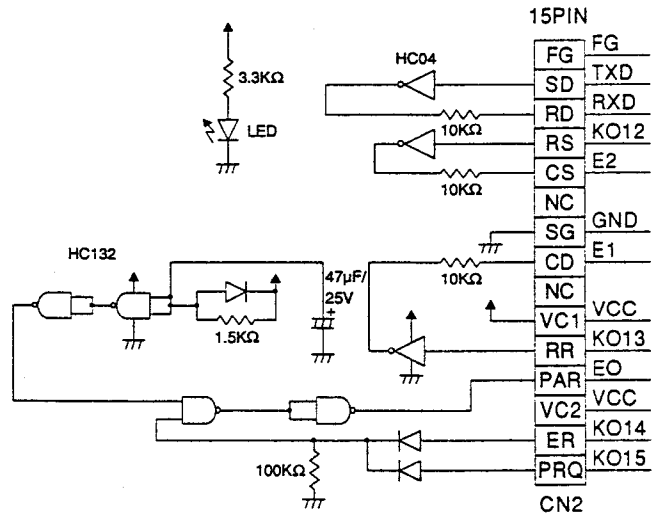 15PIN
FG FG
HC04
SD TXD
3.3KΩ
RD RXD
10KΩ
LED
RS KO12
CS E2
10KΩ
NC
SG GND
HC132
CD E1
10KΩ
47µF/
25V
+
NC
1.5KΩ
VC1 VCC
RR KO13
PAR EO
VC2 VCC
ER KO14
100KΩ
PRQ KO15
CN2